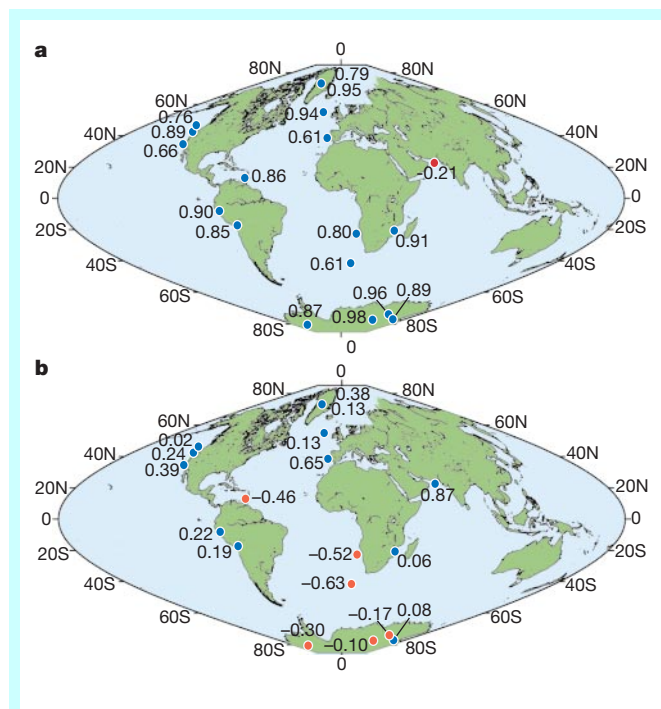 a
0
80N
0.79
80N
0.95
60N
60N
0.76
0.94
40N
0.89
40N
0.66
0.61
20N
-0.21
20N
0.86
0
0
0.90
20S
0.85
0.80
0.91
20S
40S
0.61
40S
60S
0.96
0.89
60S
0.87
0.98
80S
80S
0
b
0
80N
0.38
80N
0.13
60N
60N
0.02
0.13
40N
0.24
40N
0.39
0.65
20N
0.87
20N
−0.46
0
0
0.22
20S
0.19
−0.52
0.06
20S
40S
−0.63
40S
60S
−0.17
0.08
60S
−0.30
80S
−0.10
80S
0